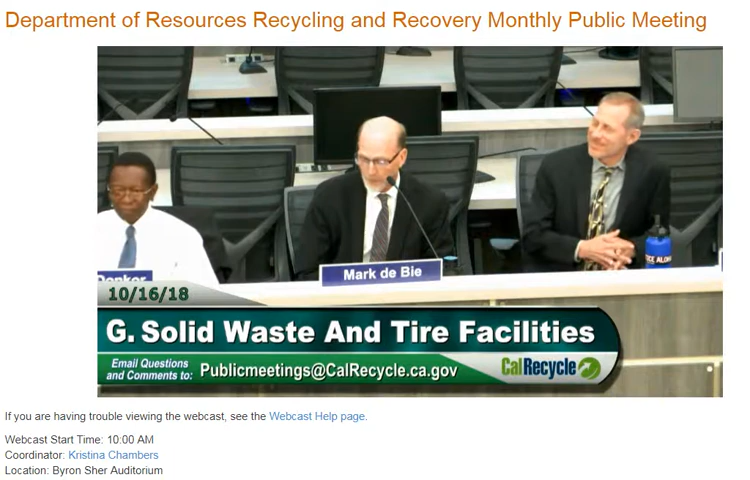 Department of Resources Recycling and Recovery Monthly Public Meeting
Mark de Bie
10/16/18
G. Solid Waste And Tire Facilities
Email Questions
and Comments to: Publicmeetings@CalRecycle.ca.gov
CalRecycle
If you are having trouble viewing the webcast, see the Webcast Help page.
Webcast Start Time: 10:00 AM
Coordinator: Kristina Chambers
Location: Byron Sher Auditorium